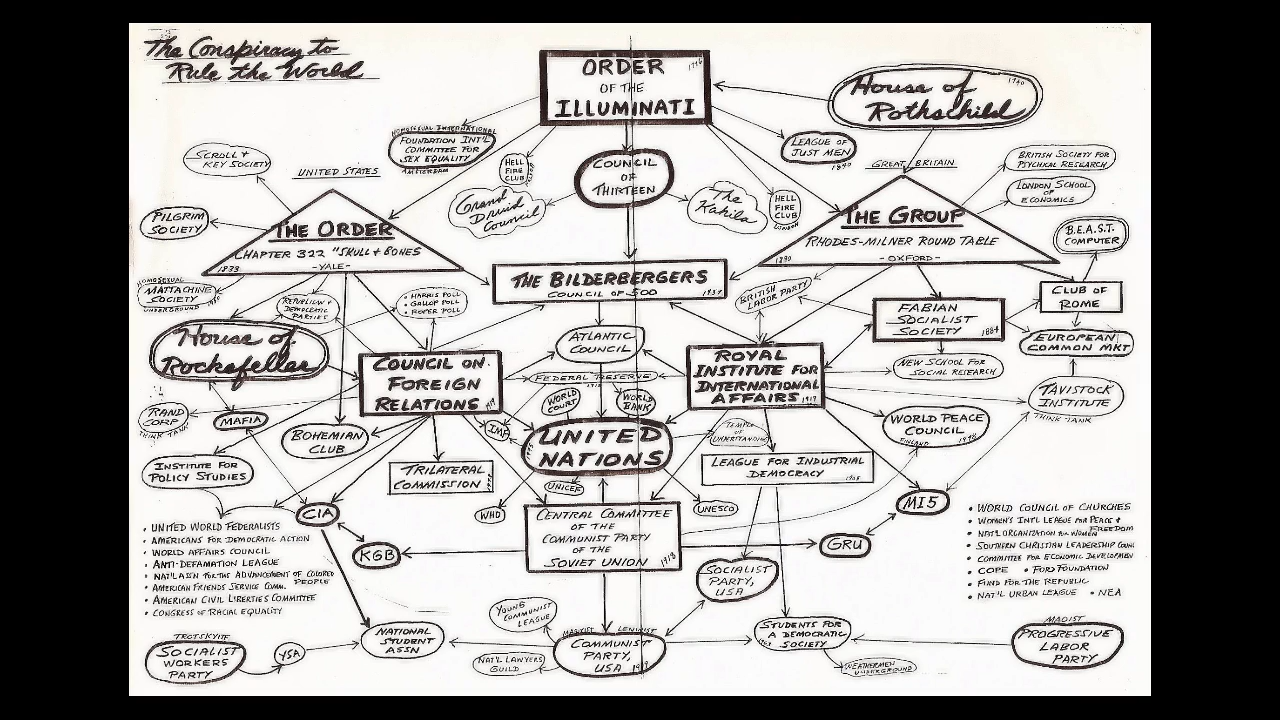 The Conspiracy to
Rule the World
ORDER
OF THE
ILLUMINATI
1776
House of
Rothschild
HOMOSEXUAL INTERNATIONAL
FOUNDATION INT'L
COMMITTEE FOR
SEX EQUALITY
AMSTERDAM
HELL
FIRE
CLUB
COUNCIL
OF
THIRTEEN
LEAGUE OF
JUST MEN
1840
SCROLL &
KEY SOCIETY
UNITED STATES
GREAT BRITAIN
BRITISH SOCIETY FOR
PSYCHICAL RESEARCH
LONDON SCHOOL
OF
ECONOMICS
Grand
Druid
Council
The
Kahila
HELL
FIRE
CLUB
LONDON
PILGRIM
SOCIETY
THE ORDER
CHAPTER 322 "SKULL & BONES
-YALE-
1833
THE GROUP
RHODES-MILNER ROUND TABLE
-OXFORD-
1890
B.E.A.S.T.
COMPUTER
THE BILDERBERGERS
COUNCIL OF 500
HOMOSEXUAL
MATTACHINE
SOCIETY
UNDERGROUND
REPUBLICAN &
DEMOCRATIC
PARTIES
• HARRIS POLL
• GALLOP POLL
• ROPER POLL
BRITISH
LABOR PARTY
FABIAN
SOCIALIST
SOCIETY
1884
CLUB OF
ROME
House of
Rockefeller
ATLANTIC
COUNCIL
EUROPEAN
COMMON MKT
COUNCIL ON
FOREIGN
RELATIONS
ROYAL
INSTITUTE FOR
INTERNATIONAL
AFFAIRS
FEDERAL RESERVE
NEW SCHOOL FOR
SOCIAL RESEARCH
TAVISTOCK
INSTITUTE
THINK TANK
RAND
CORP
THINK TANK
MAFIA
WORLD
COURT
WORLD
BANK
BOHEMIAN
CLUB
IMF
UNITED
NATIONS
TEMPLE
OF
UNDERSTANDING
WORLD PEACE
COUNCIL
FINLAND
INSTITUTE FOR
POLICY STUDIES
TRILATERAL
COMMISSION
UNICEF
LEAGUE FOR INDUSTRIAL
DEMOCRACY
1905
CIA
WHO
UNESCO
MI5
CENTRAL COMMITTEE
OF THE
COMMUNIST PARTY
OF THE
SOVIET UNION
KGB
GRU
• UNITED WORLD FEDERALISTS
• AMERICANS FOR DEMOCRATIC ACTION
• WORLD AFFAIRS COUNCIL
• ANTI-DEFAMATION LEAGUE
• NAT'L ASSN FOR THE ADVANCEMENT OF COLORED
PEOPLE
• AMERICAN FRIENDS SERVICE COMM.
• AMERICAN CIVIL LIBERTIES COMMITTEE
• CONGRESS OF RACIAL EQUALITY
• WORLD COUNCIL OF CHURCHES
• WOMEN'S INT'L LEAGUE FOR PEACE &
FREEDOM
• NAT'L ORGANIZATION FOR WOMEN
• SOUTHERN CHRISTIAN LEADERSHIP
• COMMITTEE FOR ECONOMIC DEVELOPMEN
• COPE • FORD FOUNDATION
• FUND FOR THE REPUBLIC
• NAT'L URBAN LEAGUE • NEA
SOCIALIST
PARTY,
USA
YOUNG
COMMUNIST
LEAGUE
TROTSKYITE
SOCIALIST
WORKERS
PARTY
YSA
NATIONAL
STUDENT
ASSN
NAT'L LAWYERS
GUILD
MARXIST LENINIST
COMMUNIST
PARTY,
USA
STUDENTS FOR
A DEMOCRATIC
SOCIETY
WEATHERMEN
UNDERGROUND
MAOIST
PROGRESSIVE
LABOR
PARTY